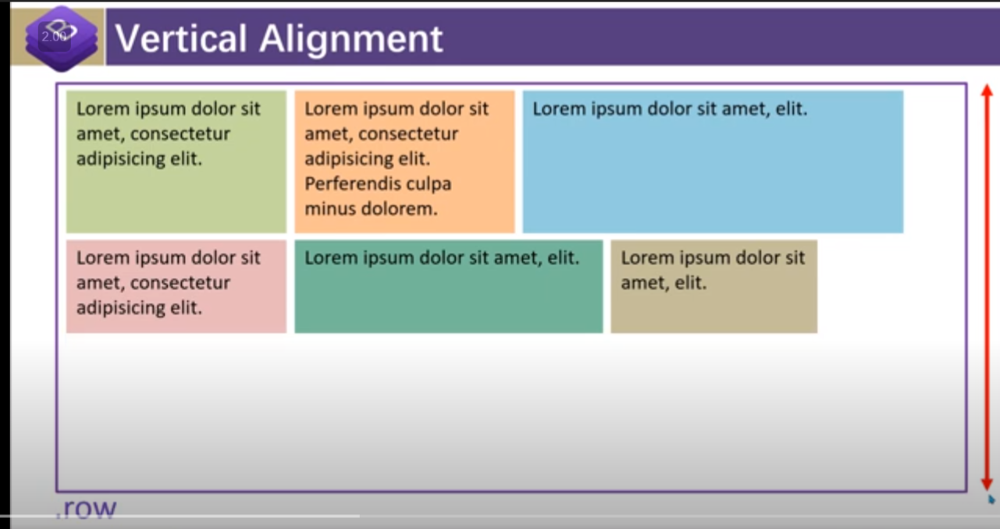 2.00
Vertical Alignment
Lorem ipsum dolor sit
amet, consectetur
adipisicing elit.
Lorem ipsum dolor sit
amet, consectetur
adipisicing elit.
Perferendis culpa
minus dolorem.
Lorem ipsum dolor sit amet, elit.
Lorem ipsum dolor sit
amet, consectetur
adipisicing elit.
Lorem ipsum dolor sit amet, elit.
Lorem ipsum dolor sit
amet, elit.
.row